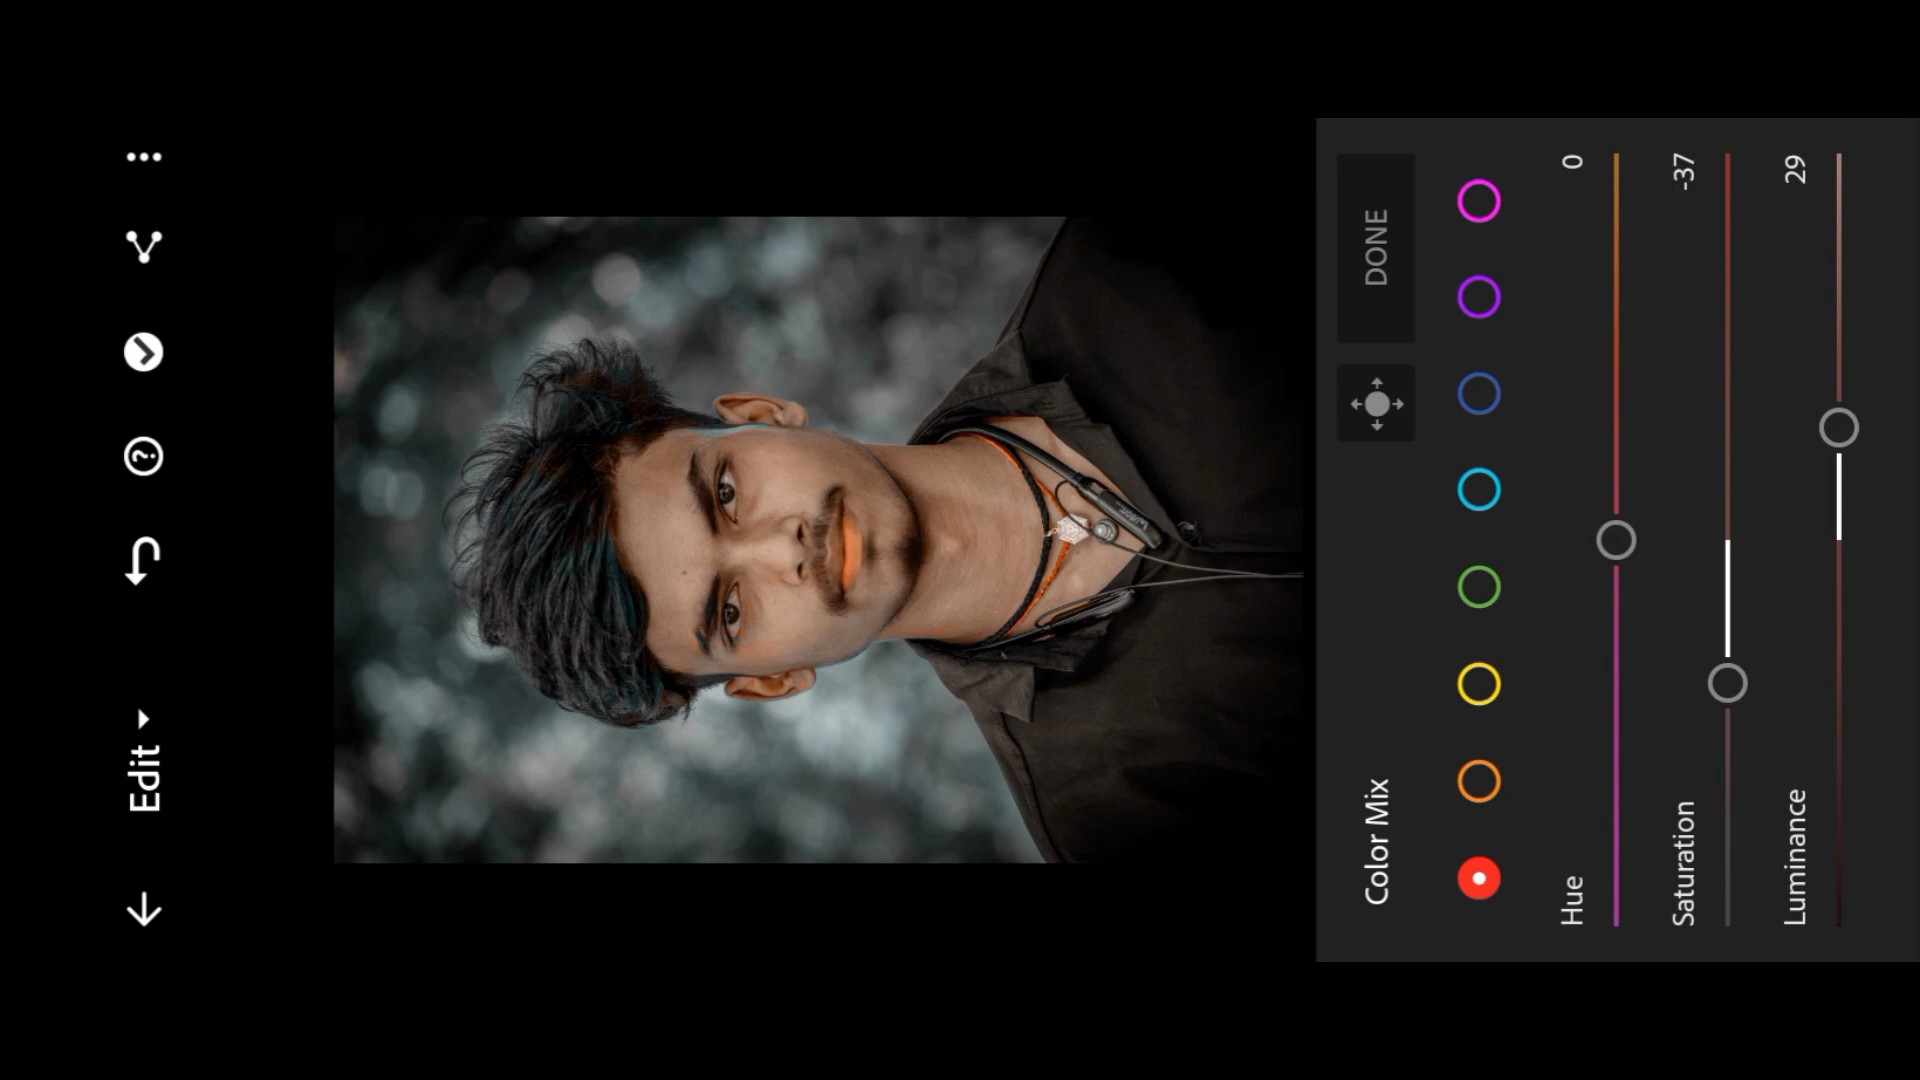 Edit
Color Mix
DONE
Hue
0
Saturation
-37
Luminance
29